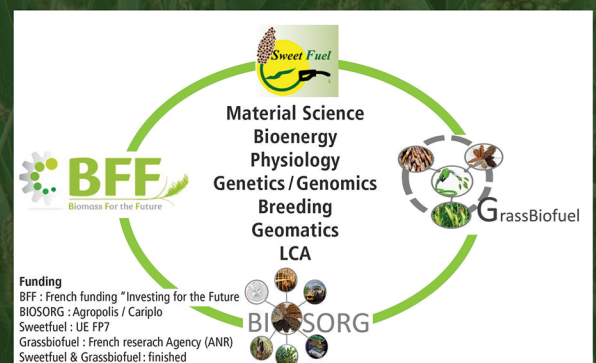 Sweet Fuel
Material Science
Bioenergy
Physiology
Genetics / Genomics
Breeding
Geomatics
LCA
BFF
Biomass For the Future
GrassBiofuel
BIOSORG
Funding
BFF : French funding "Investing for the Future
BIOSORG : Agropolis / Cariplo
Sweetfuel : UE FP7
Grassbiofuel : French reserach Agency (ANR)
Sweetfuel & Grassbiofuel : finished